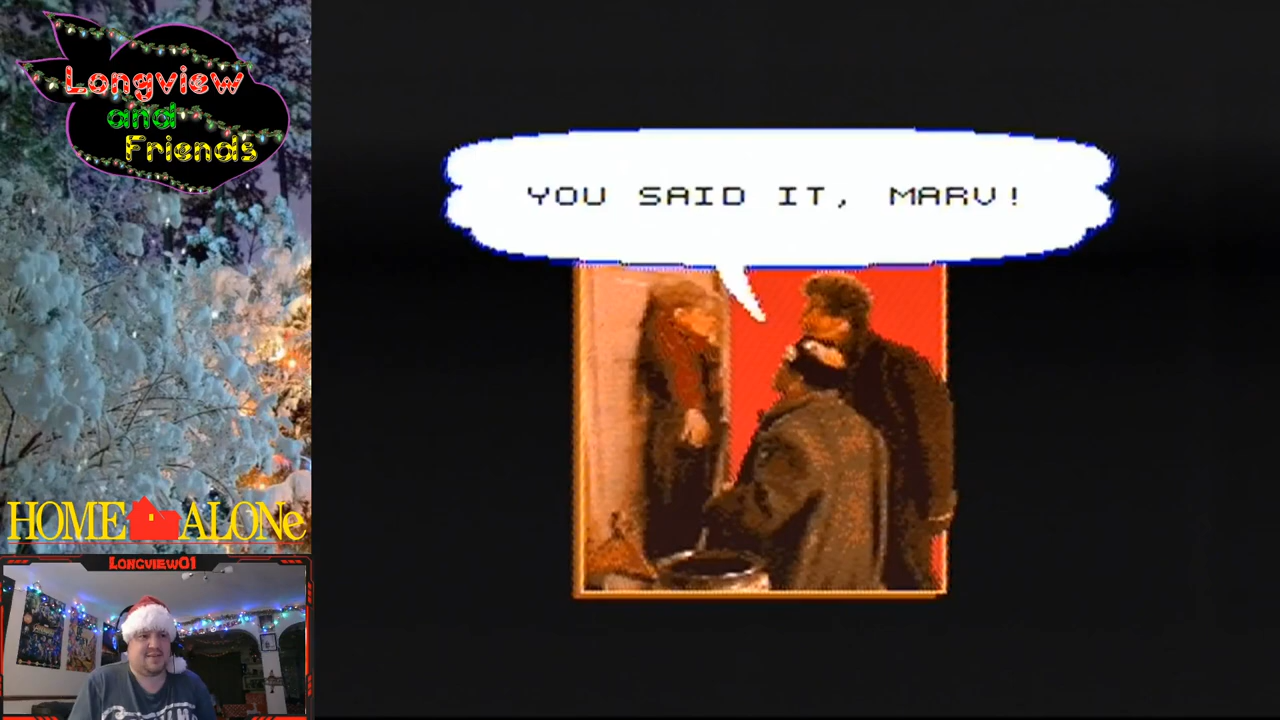 Longview
and
Friends
YOU SAID IT, MARV!
HOME ALONe
LONGVIEW01